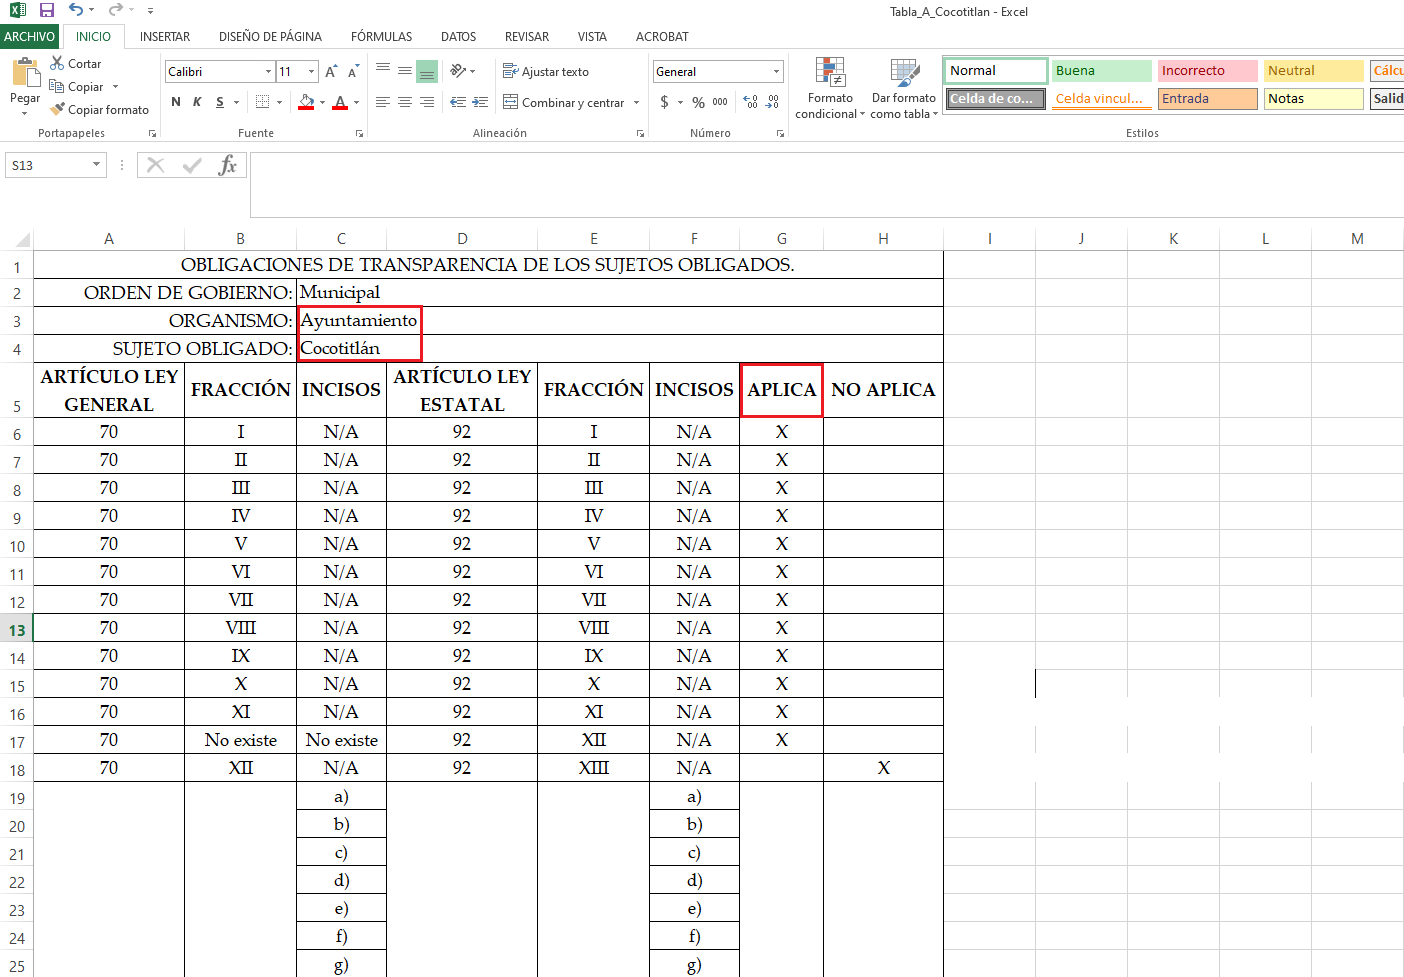 Tabla_A_Cocotitlan - Excel
ARCHIVO INICIO INSERTAR DISEÑO DE PÁGINA FÓRMULAS DATOS REVISAR VISTA ACROBAT
Pegar
Cortar
Copiar
Copiar formato
Portapapeles
Calibri 11
N K S
Fuente
Ajustar texto
Combinar y centrar
Alineación
General
$ % 000
Número
Formato condicional
Dar formato como tabla
Normal Buena Incorrecto Neutral Cálcu
Celda de co... Celda vincul... Entrada Notas Salid
Estilos
S13 fx
A B C D E F G H I J K L M
1 OBLIGACIONES DE TRANSPARENCIA DE LOS SUJETOS OBLIGADOS.
2 ORDEN DE GOBIERNO: Municipal
3 ORGANISMO: Ayuntamiento
4 SUJETO OBLIGADO: Cocotitlán
5 ARTÍCULO LEY GENERAL FRACCIÓN INCISOS ARTÍCULO LEY ESTATAL FRACCIÓN INCISOS APLICA NO APLICA
6 70 I N/A 92 I N/A X
7 70 II N/A 92 II N/A X
8 70 III N/A 92 III N/A X
9 70 IV N/A 92 IV N/A X
10 70 V N/A 92 V N/A X
11 70 VI N/A 92 VI N/A X
12 70 VII N/A 92 VII N/A X
13 70 VIII N/A 92 VIII N/A X
14 70 IX N/A 92 IX N/A X
15 70 X N/A 92 X N/A X
16 70 XI N/A 92 XI N/A X
17 70 No existe No existe 92 XII N/A X
18 70 XII N/A 92 XIII N/A X
19 a) a)
20 b) b)
21 c) c)
22 d) d)
23 e) e)
24 f) f)
25 g) g)